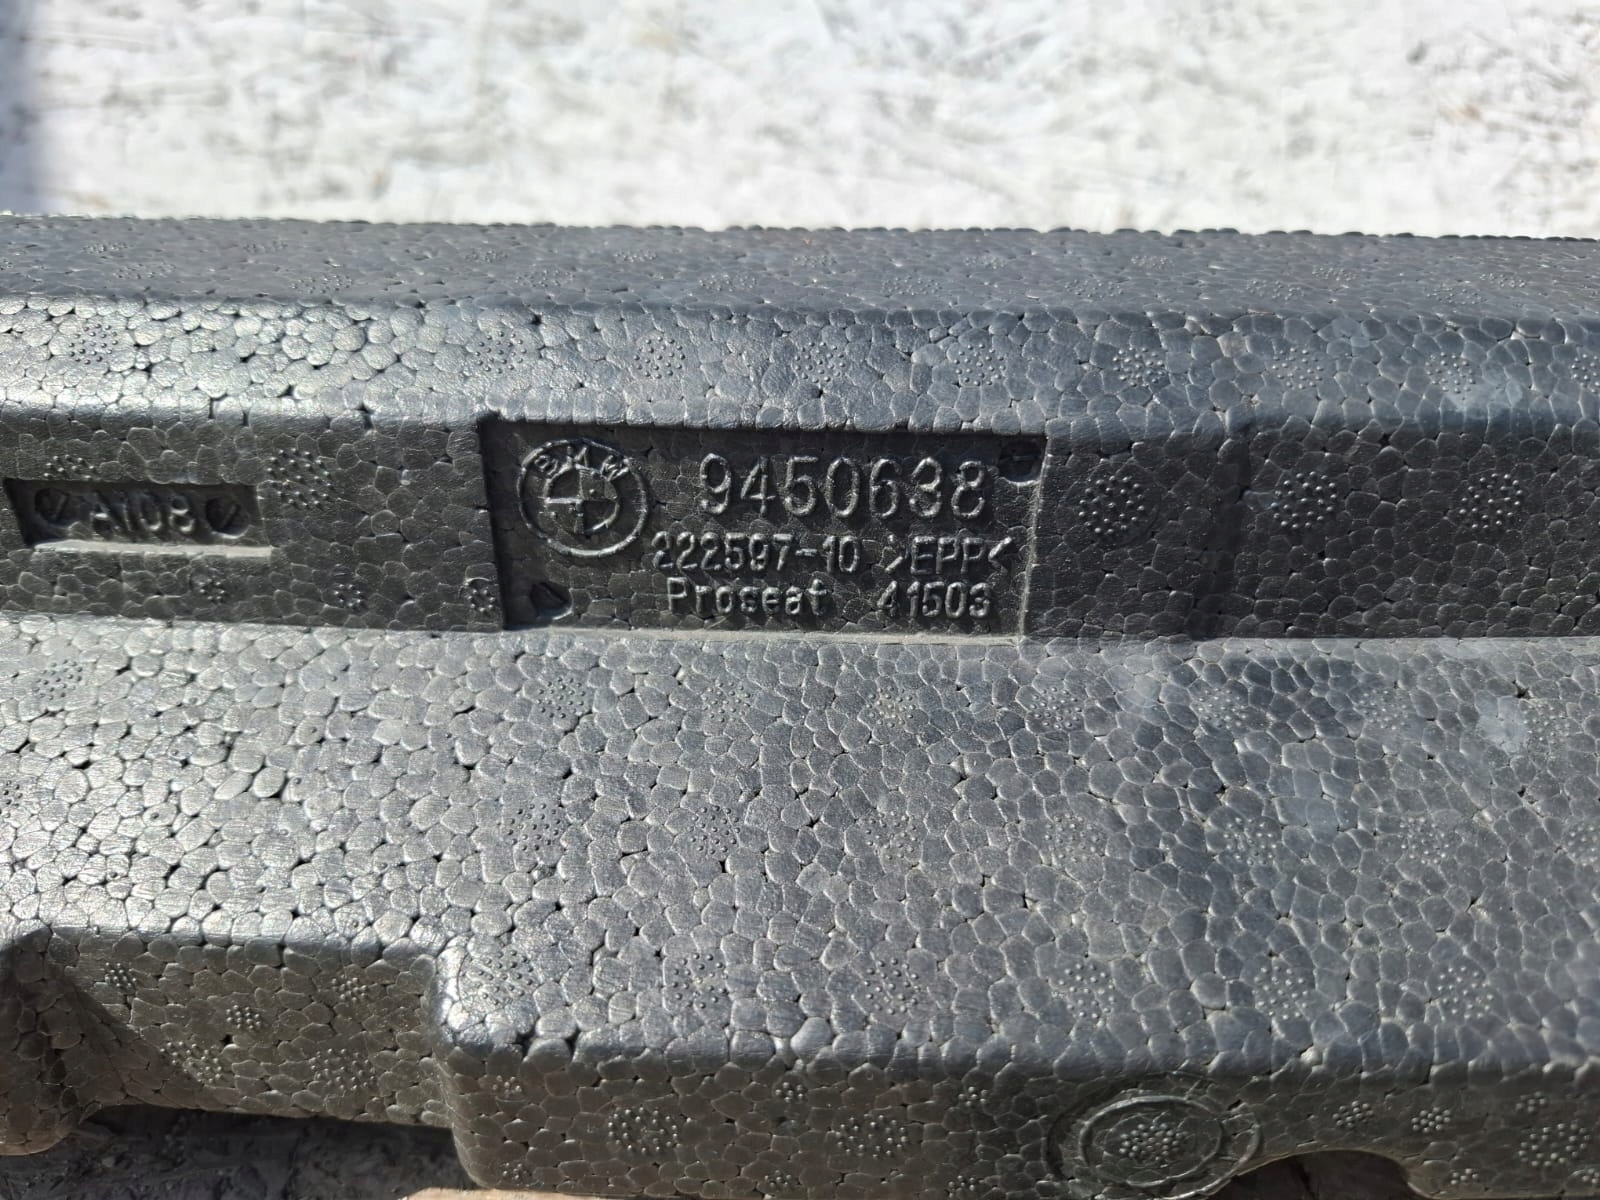 A108
BMW 9450638
222597-10 >EPP<
Proseat 41503